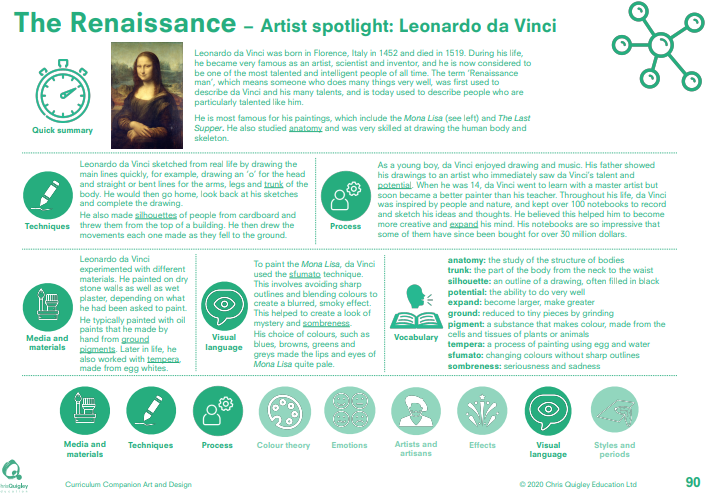 The Renaissance – Artist spotlight: Leonardo da Vinci
Quick summary
Leonardo da Vinci was born in Florence, Italy in 1452 and died in 1519. During his life,
he became very famous as an artist, scientist and inventor, and he is now considered to
be one of the most talented and intelligent people of all time. The term 'Renaissance
man', which means someone who does many things very well, was first used to
describe da Vinci and his many talents, and is today used to describe people who are
particularly talented like him.
He is most famous for his paintings, which include the Mona Lisa (see left) and The Last
Supper. He also studied anatomy and was very skilled at drawing the human body and
skeleton.
Techniques
Leonardo da Vinci sketched from real life by drawing the
main lines quickly, for example, drawing an 'o' for the head
and straight or bent lines for the arms, legs and trunk of the
body. He would then go home, look back at his sketches
and complete the drawing.
He also made silhouettes of people from cardboard and
threw them from the top of a building. He then drew the
movements each one made as they fell to the ground.
Process
As a young boy, da Vinci enjoyed drawing and music. His father showed
his drawings to an artist who immediately saw da Vinci's talent and
potential. When he was 14, da Vinci went to learn with a master artist but
soon became a better painter than his teacher. Throughout his life, da Vinci
was inspired by people and nature, and kept over 100 notebooks to record
and sketch his ideas and thoughts. He believed this helped him to become
more creative and expand his mind. His notebooks are so impressive that
some of them have since been bought for over 30 million dollars.
Media and
materials
Leonardo da Vinci
experimented with different
materials. He painted on dry
stone walls as well as wet
plaster, depending on what
he had been asked to paint.
He typically painted with oil
paints that he made by
hand from ground
pigments. Later in life, he
also worked with tempera,
made from egg whites.
Visual
language
To paint the Mona Lisa, da Vinci
used the sfumato technique.
This involves avoiding sharp
outlines and blending colours to
create a blurred, smoky effect.
This helped to create a look of
mystery and sombreness.
His choice of colours, such as
blues, browns, greens and
greys made the lips and eyes of
Mona Lisa quite pale.
Vocabulary
anatomy: the study of the structure of bodies
trunk: the part of the body from the neck to the waist
silhouette: an outline of a drawing, often filled in black
potential: the ability to do very well
expand: become larger, make greater
ground: reduced to tiny pieces by grinding
pigment: a substance that makes colour, made from the
cells and tissues of plants or animals
tempera: a process of painting using egg and water
sfumato: changing colours without sharp outlines
sombreness: seriousness and sadness
Media and
materials
Techniques
Process
Colour theory
Emotions
Artists and
artisans
Effects
Visual
language
Styles and
periods
Curriculum Companion Art and Design
© 2020 Chris Quigley Education Ltd
90